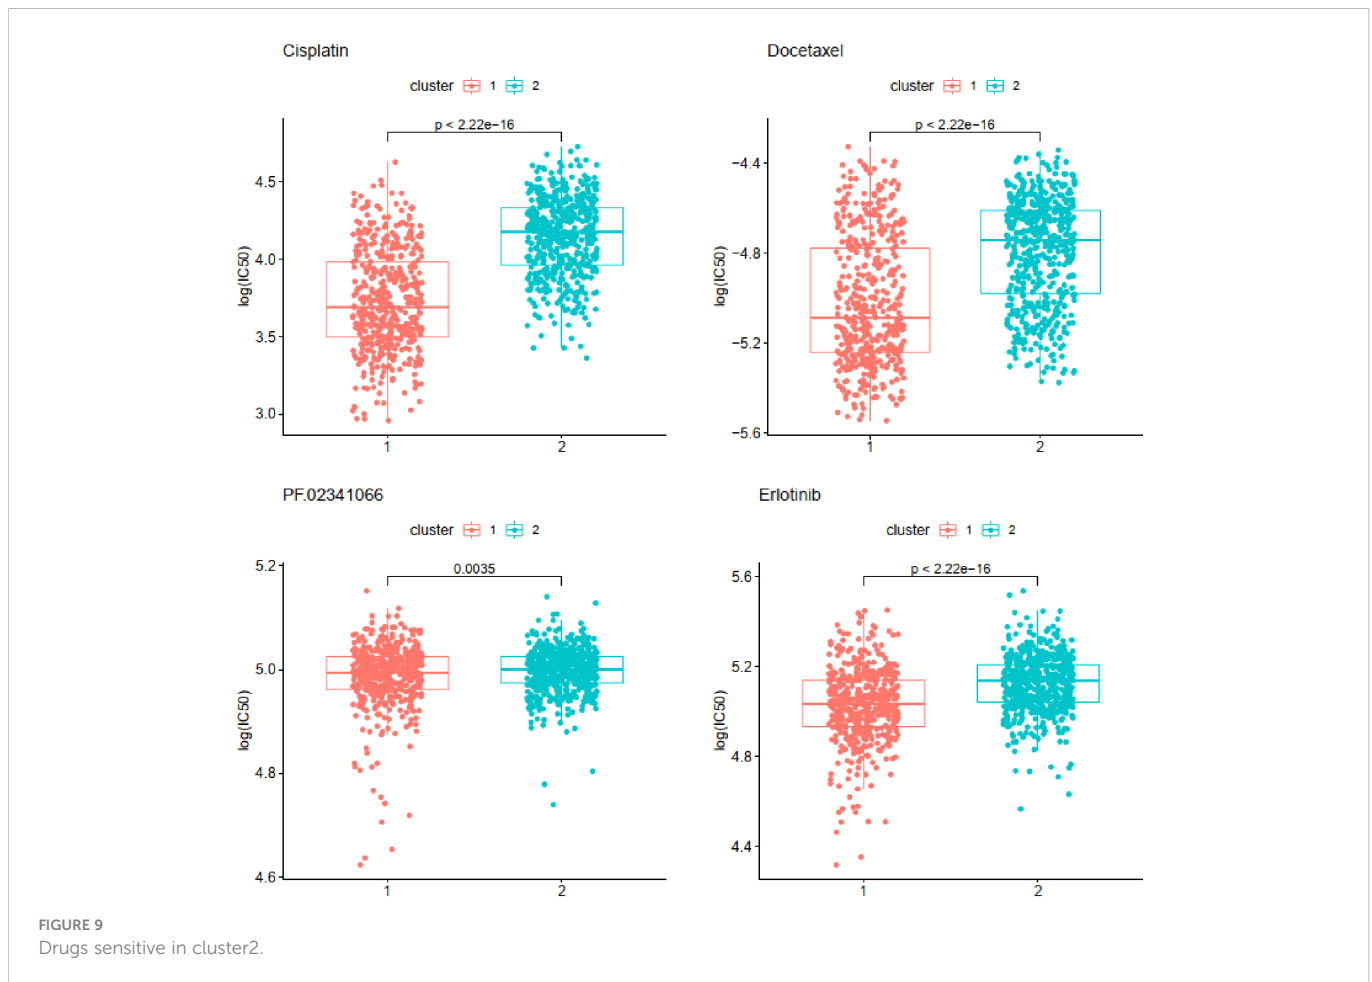 Cisplatin
cluster 1 2
p < 2.22e−16
4.5
4.0
3.5
3.0
log(IC50)
1 2
Docetaxel
cluster 1 2
p < 2.22e−16
−4.4
−4.8
−5.2
−5.6
log(IC50)
1 2
PF.02341066
cluster 1 2
0.0035
5.2
5.0
4.8
4.6
log(IC50)
1 2
Erlotinib
cluster 1 2
p < 2.22e−16
5.6
5.2
4.8
4.4
log(IC50)
1 2
FIGURE 9
Drugs sensitive in cluster2.